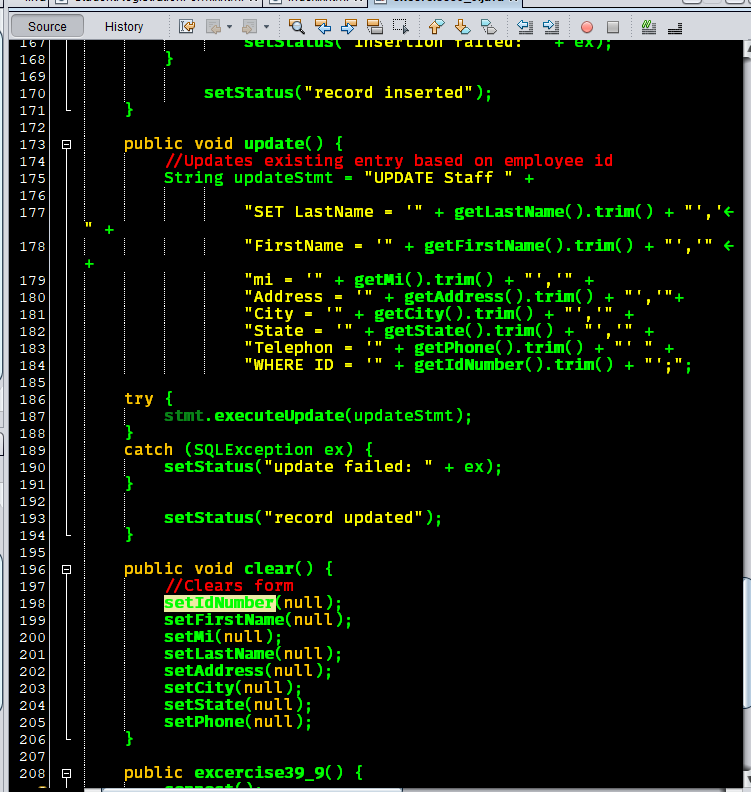 Source History
167 setStatus("insertion failed: " + ex);
168 }
169
170 setStatus("record inserted");
171 }
172
173 public void update() {
174 //Updates existing entry based on employee id
175 String updateStmt = "UPDATE Staff " +
176
177 "SET LastName = '" + getLastName().trim() + "','
" +
178 "FirstName = '" + getFirstName().trim() + "','"
+
179 "mi = '" + getMi().trim() + "','" +
180 "Address = '" + getAddress().trim() + "','"+
181 "City = '" + getCity().trim() + "','" +
182 "State = '" + getState().trim() + "','" +
183 "Telephon = '" + getPhone().trim() + "' " +
184 "WHERE ID = '" + getIdNumber().trim() + "';";
185
186 try {
187 stmt.executeUpdate(updateStmt);
188 }
189 catch (SQLException ex) {
190 setStatus("update failed: " + ex);
191 }
192
193 setStatus("record updated");
194 }
195
196 public void clear() {
197 //Clears form
198 setIdNumber(null);
199 setFirstName(null);
200 setMi(null);
201 setLastName(null);
202 setAddress(null);
203 setCity(null);
204 setState(null);
205 setPhone(null);
206 }
207
208 public excercise39_9() {